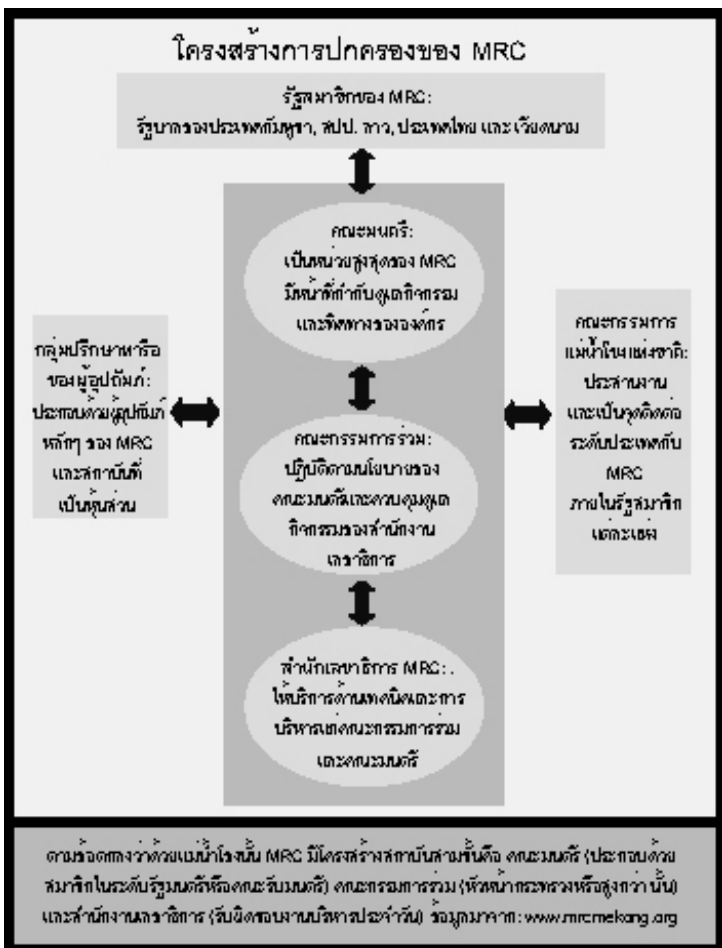 โครงสร้างการปกครองของ MRC
รัฐสมาชิกของ MRC:
รัฐบาลของประเทศกัมพูชา, สปป. ลาว, ประเทศไทย และ เวียดนาม
คณะมนตรี:
เป็นหน่วยสูงสุดของ MRC
มีหน้าที่กำกับดูแลกิจกรรม
และทิศทางขององค์กร
กลุ่มปรึกษาหารือ
ของผู้อุปถัมภ์:
ประกอบด้วยผู้อุปถัมภ์
หลักๆ ของ MRC
และสถาบันที่
เป็นหุ้นส่วน
คณะกรรมการร่วม:
ปฏิบัติตามนโยบายของ
คณะมนตรีและควบคุมดูแล
กิจกรรมของสำนักงาน
เลขาธิการ
คณะกรรมการ
แม่น้ำโขงแห่งชาติ:
ประสานงาน
และเป็นจุดติดต่อ
ระดับประเทศกับ
MRC
ภายในรัฐสมาชิก
แต่ละแห่ง
สำนักเลขาธิการ MRC: .
ให้บริการด้านเทคนิคและการ
บริหารแก่คณะกรรมการร่วม
และคณะมนตรี
ตามข้อตกลงว่าด้วยแม่น้ำโขงนั้น MRC มีโครงสร้างสถาบันสามชั้นคือ คณะมนตรี (ประกอบด้วย
สมาชิกในระดับรัฐมนตรีหรือคณะรัฐมนตรี) คณะกรรมการร่วม (หัวหน้ากระทรวงหรือสูงกว่า นั้น)
และสำนักงานเลขาธิการ (รับผิดชอบงานบริหารประจำวัน) ข้อมูลมาจาก: www.mrcmekong.org